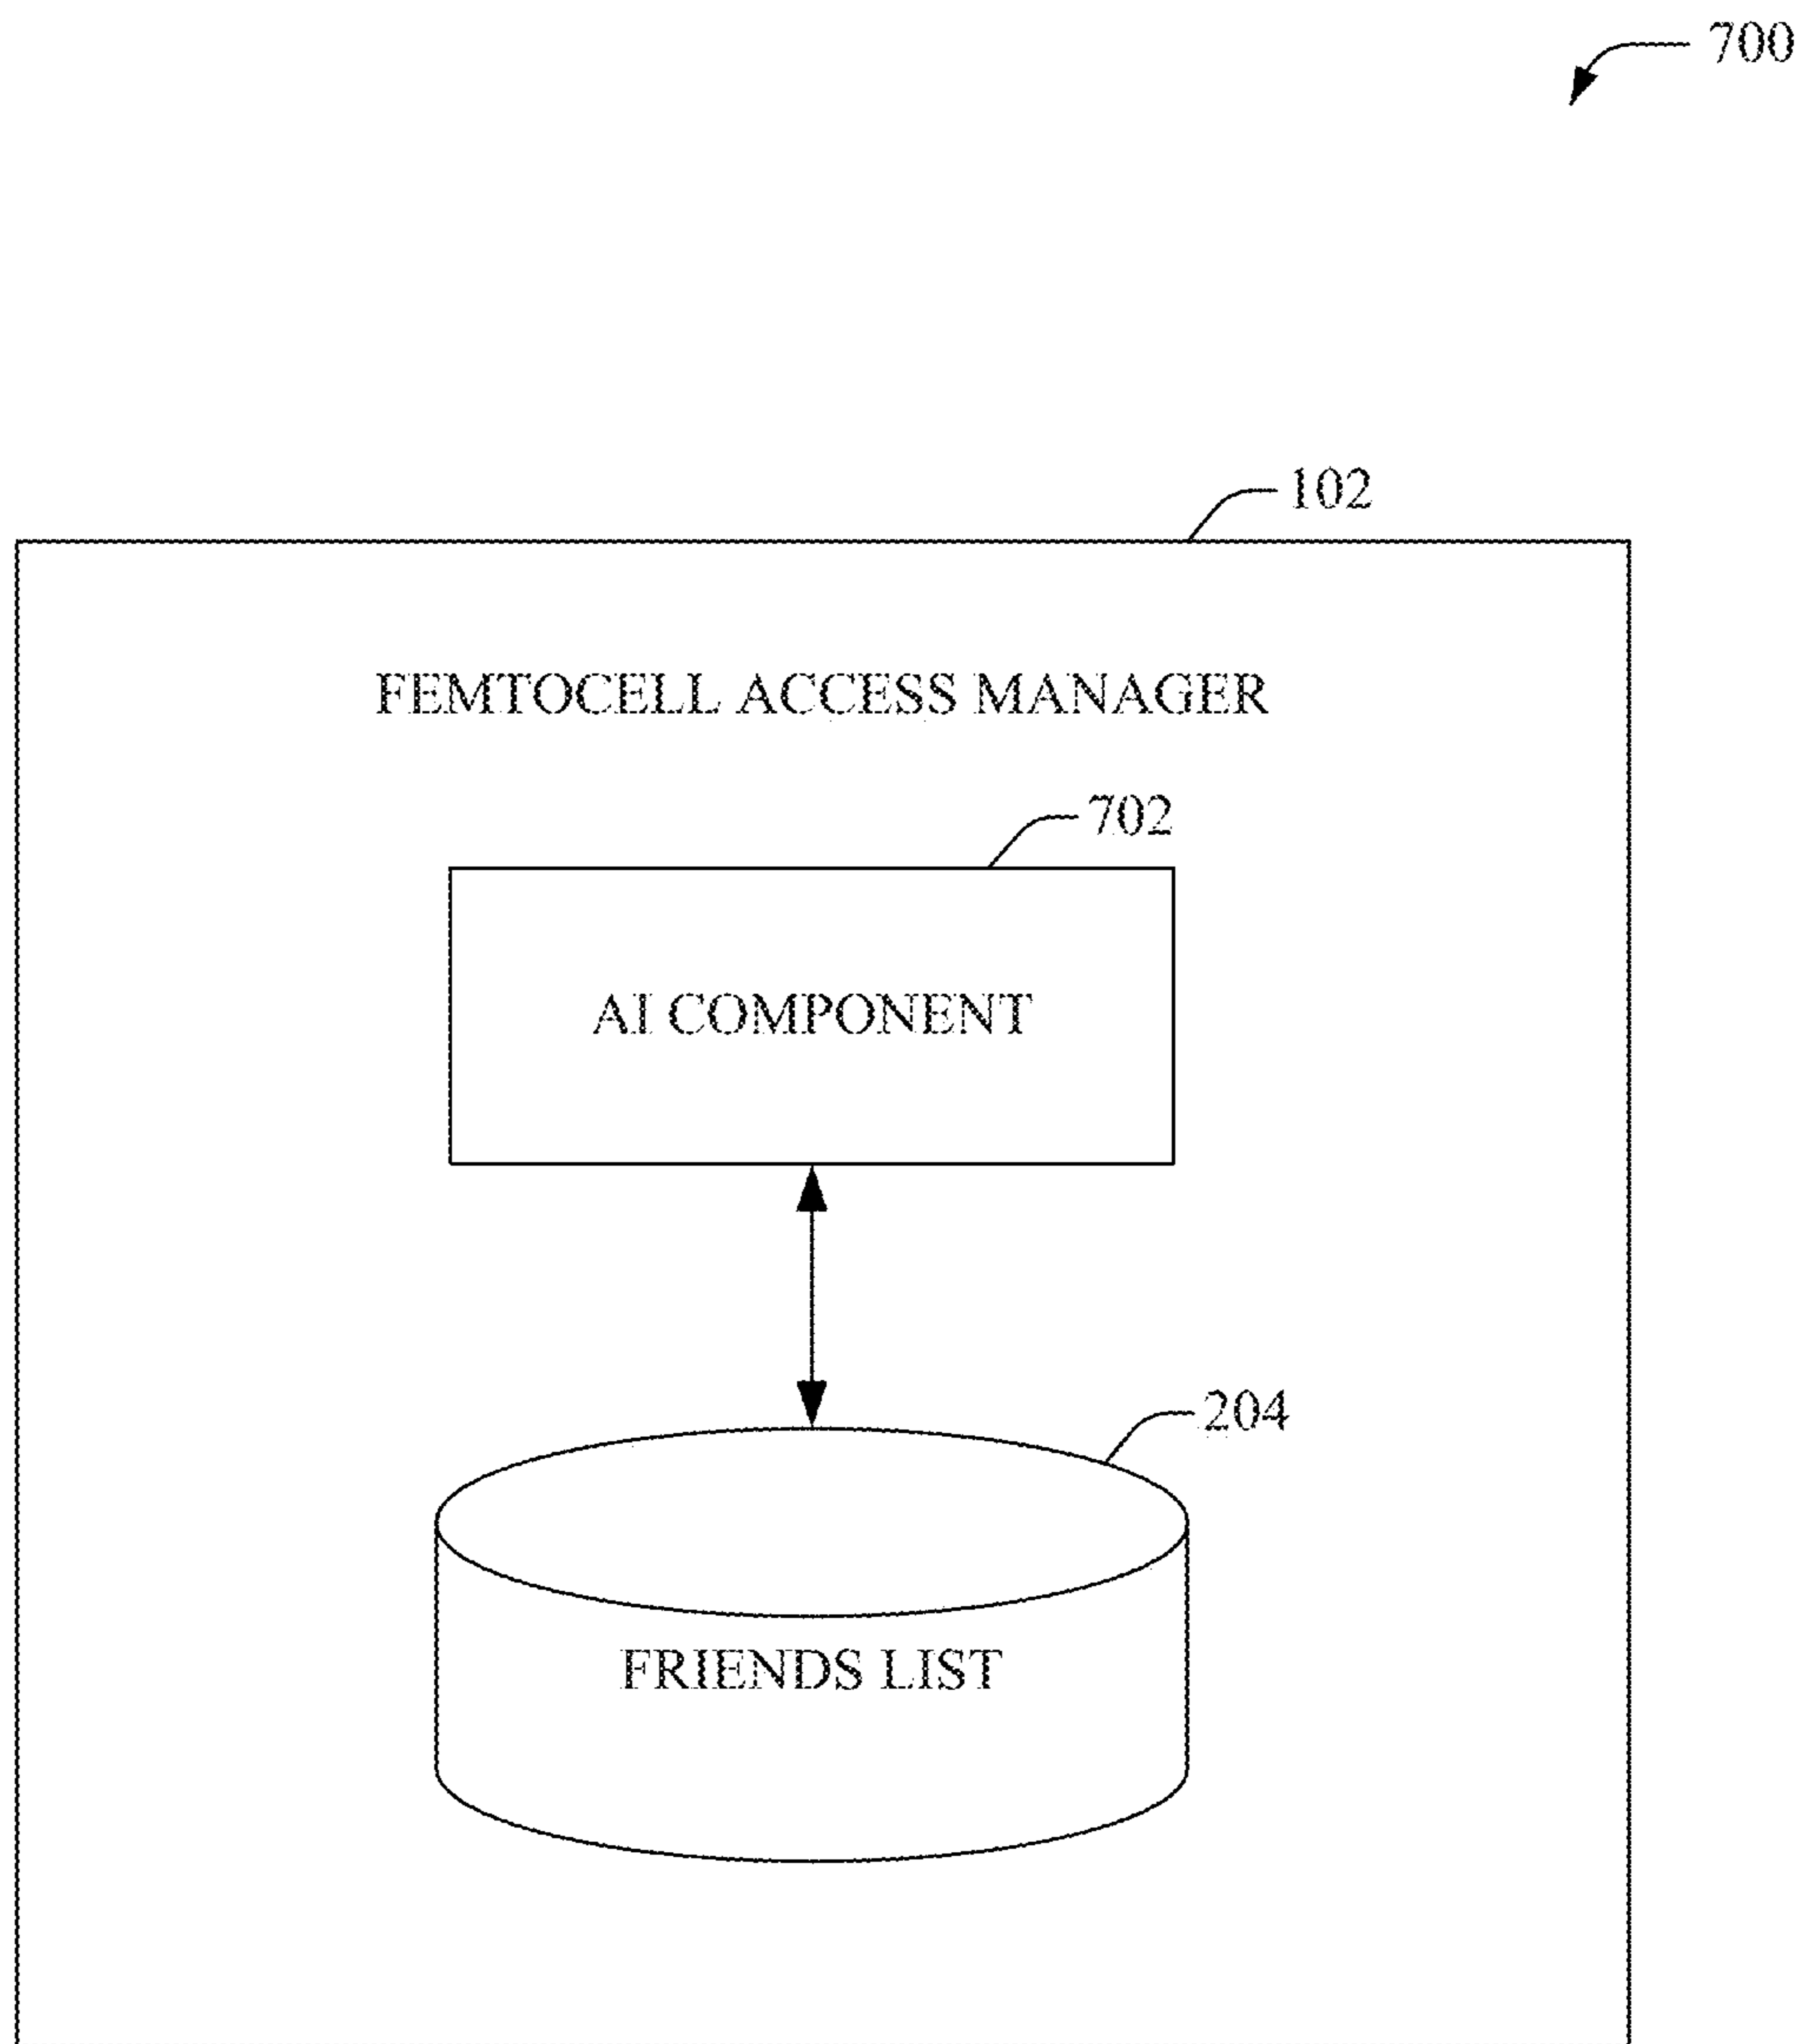 700
102
FEMTOCELL ACCESS MANAGER
702
AI COMPONENT
204
FRIENDS LIST